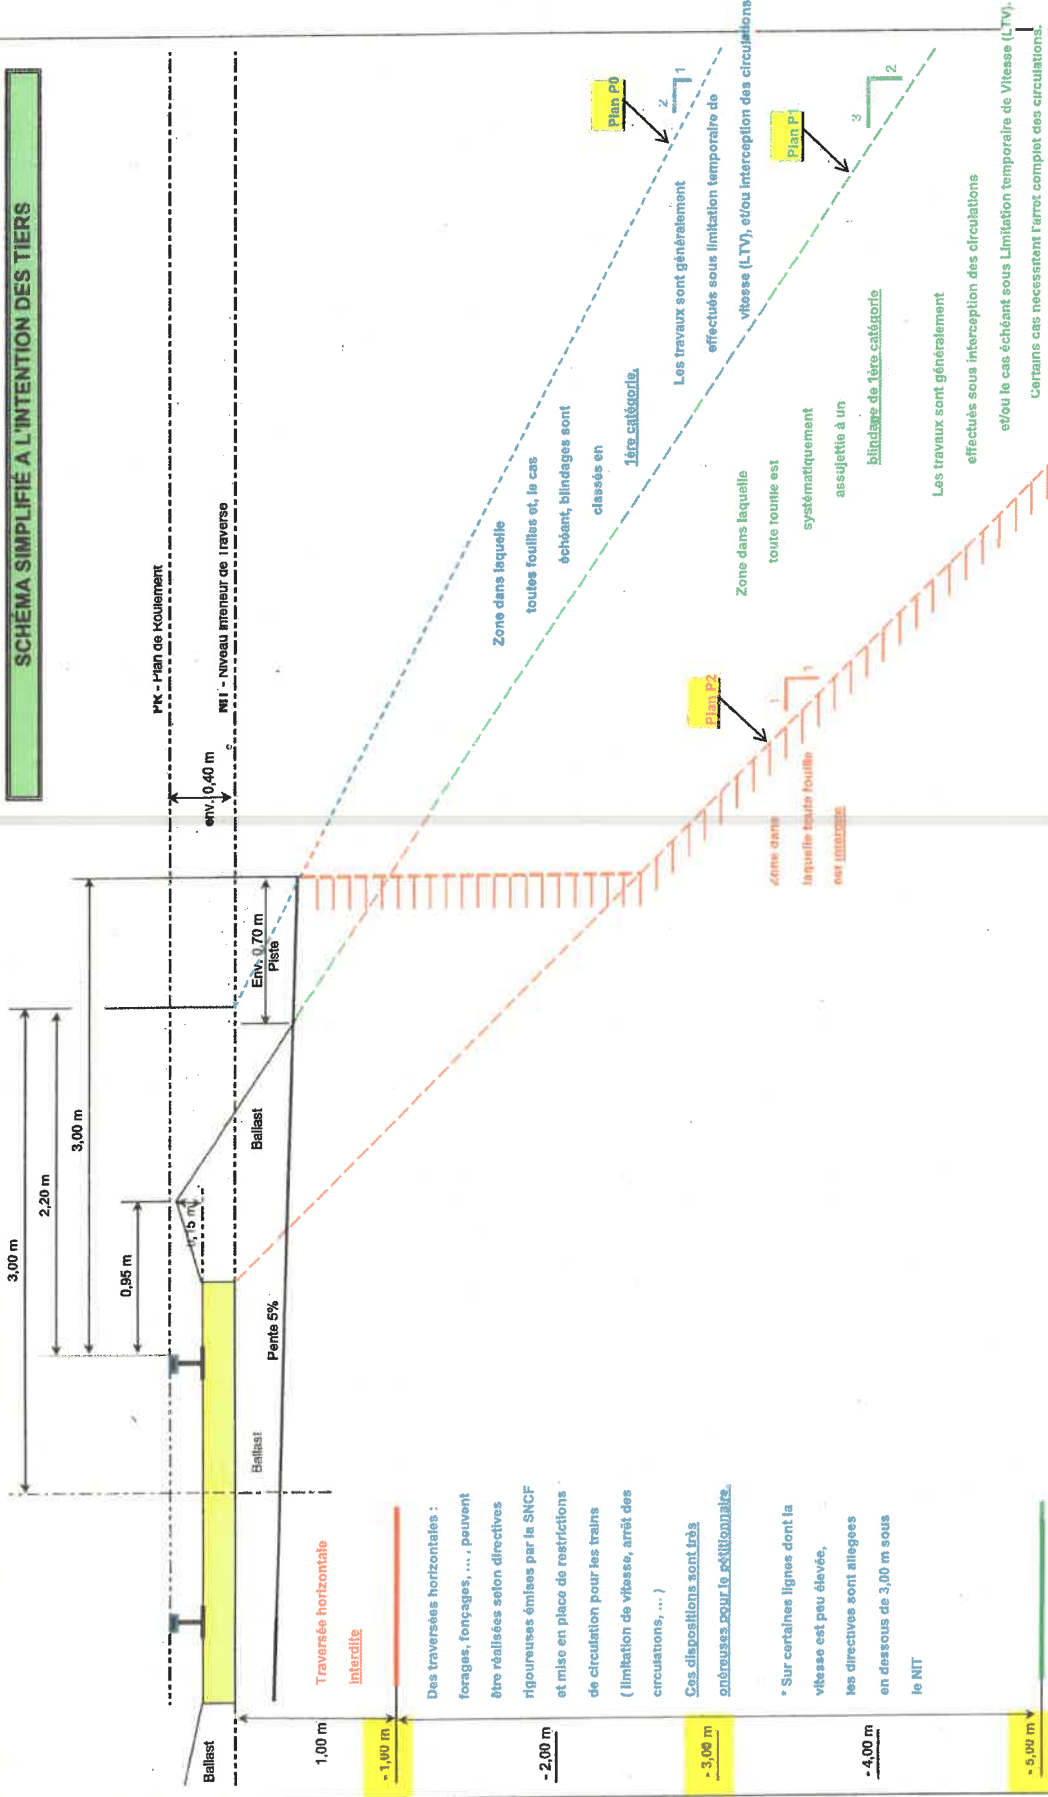 SCHÉMA SIMPLIFIÉ A L'INTENTION DES TIERS
3,00 m
2,20 m
3,00 m
0,95 m
0,15 m
PR - Plan de Roulement
env. 0,40 m
NIT - Niveau Inférieur de Traverse
Env. 0,70 m
Piste
Ballast
Ballast
Ballast
Pente 5%
Plan P0
2
1
Plan P1
3
2
Plan P2
1
1
Zone dans laquelle
toutes fouilles et, le cas
échéant, blindages sont
classés en
1ère catégorie.
Les travaux sont généralement
effectués sous limitation temporaire de
vitesse (LTV), et/ou interception des circulations
Zone dans laquelle
toute fouille est
systématiquement
assujettie à un
blindage de 1ère catégorie
Les travaux sont généralement
effectués sous interception des circulations
et/ou le cas échéant sous Limitation temporaire de Vitesse (LTV).
Certains cas necessitent l'arret complet des circulations.
Zone dans
laquelle toute fouille
est interdite
Traversée horizontale
Interdite
Des traversées horizontales :
forages, fonçages, ... , peuvent
être réalisées selon directives
rigoureuses émises par la SNCF
et mise en place de restrictions
de circulation pour les trains
( limitation de vitesse, arrêt des
circulations, ... )
Ces dispositions sont très
onéreuses pour le pétitionnaire.
* Sur certaines lignes dont la
vitesse est peu élevée,
les directives sont allegées
en dessous de 3,00 m sous
le NIT
1,00 m
- 1,00 m
- 2,00 m
- 3,00 m
- 4,00 m
- 5,00 m